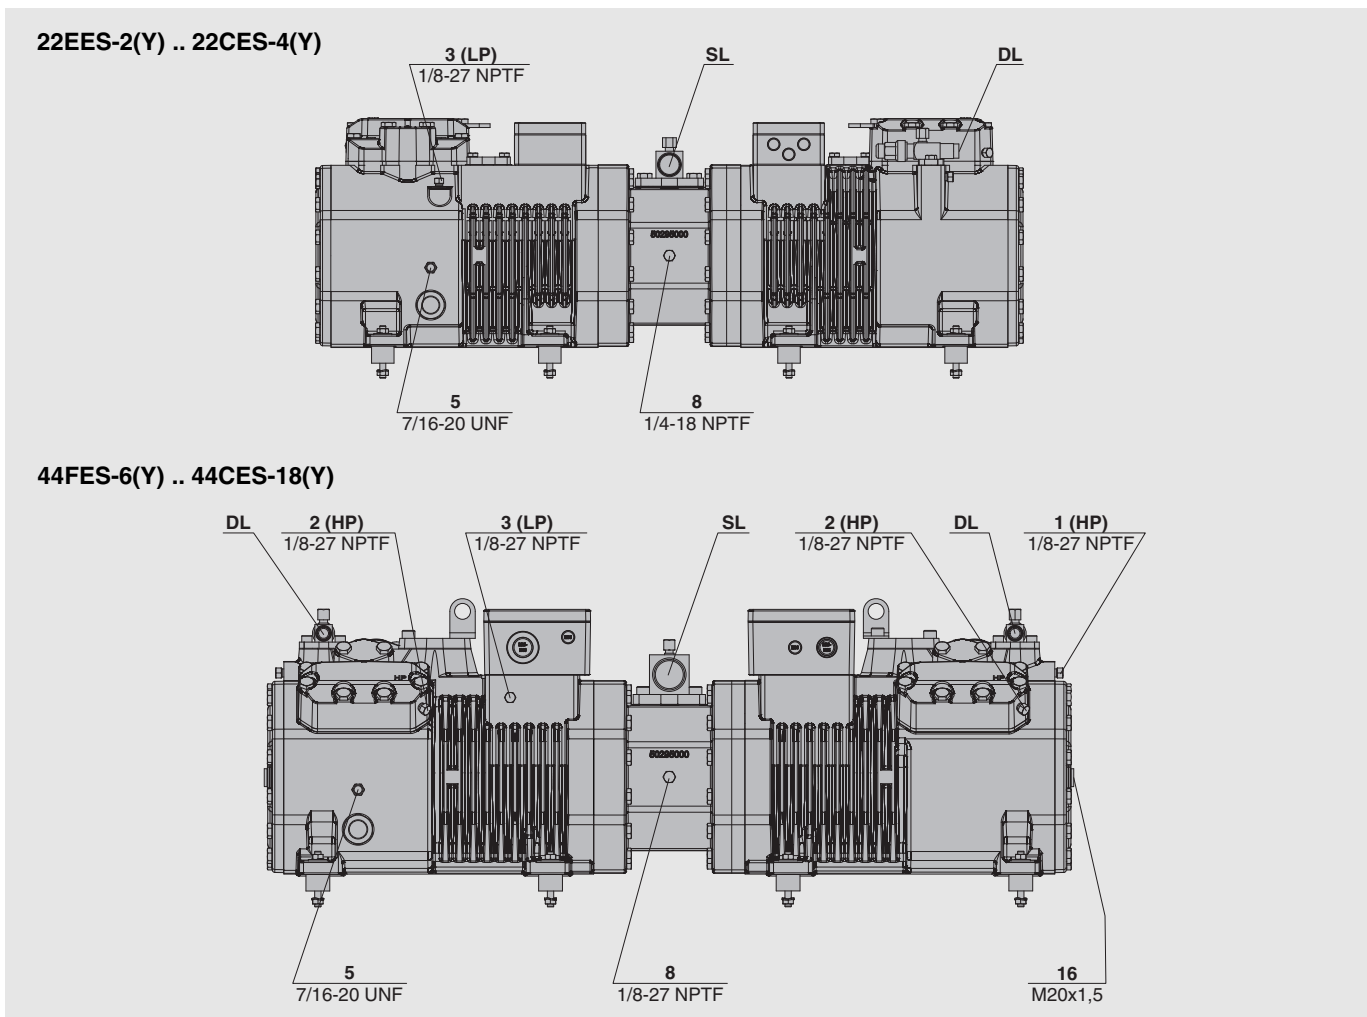 22EES-2(Y) .. 22CES-4(Y)
3 (LP)
1/8-27 NPTF
SL
DL
50295000
5
7/16-20 UNF
8
1/4-18 NPTF
44FES-6(Y) .. 44CES-18(Y)
DL
2 (HP)
1/8-27 NPTF
3 (LP)
1/8-27 NPTF
SL
2 (HP)
1/8-27 NPTF
DL
1 (HP)
1/8-27 NPTF
HP
HP
50295000
5
7/16-20 UNF
8
1/8-27 NPTF
16
M20x1,5